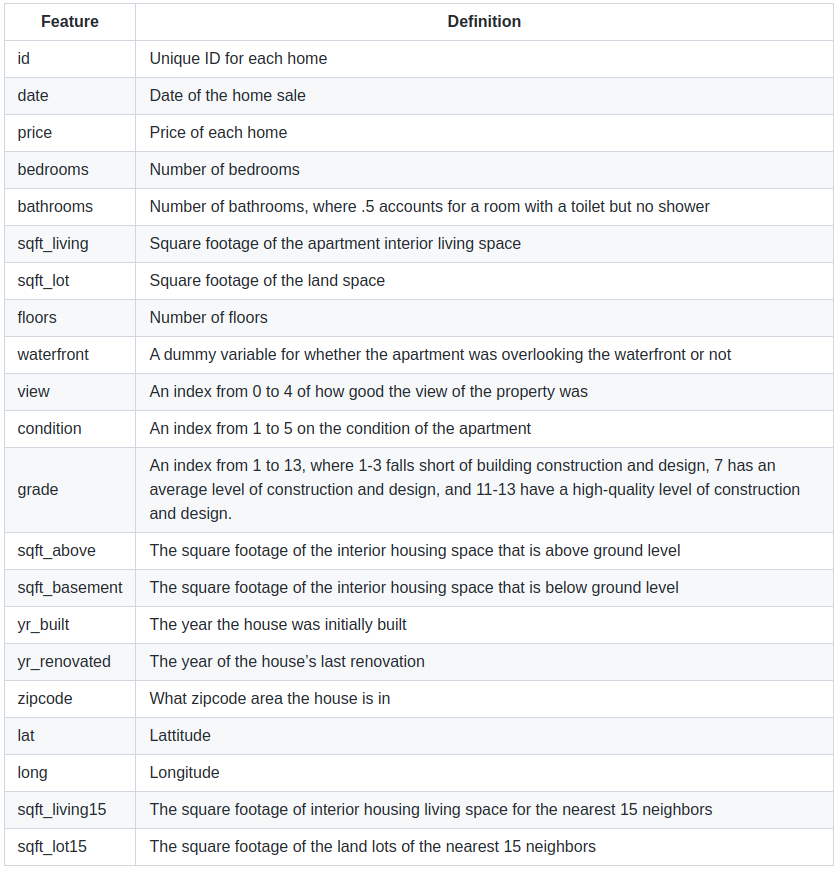 Feature Definition
id Unique ID for each home
date Date of the home sale
price Price of each home
bedrooms Number of bedrooms
bathrooms Number of bathrooms, where .5 accounts for a room with a toilet but no shower
sqft_living Square footage of the apartment interior living space
sqft_lot Square footage of the land space
floors Number of floors
waterfront A dummy variable for whether the apartment was overlooking the waterfront or not
view An index from 0 to 4 of how good the view of the property was
condition An index from 1 to 5 on the condition of the apartment
grade An index from 1 to 13, where 1-3 falls short of building construction and design, 7 has an
average level of construction and design, and 11-13 have a high-quality level of construction
and design.
sqft_above The square footage of the interior housing space that is above ground level
sqft_basement The square footage of the interior housing space that is below ground level
yr_built The year the house was initially built
yr_renovated The year of the house’s last renovation
zipcode What zipcode area the house is in
lat Lattitude
long Longitude
sqft_living15 The square footage of interior housing living space for the nearest 15 neighbors
sqft_lot15 The square footage of the land lots of the nearest 15 neighbors